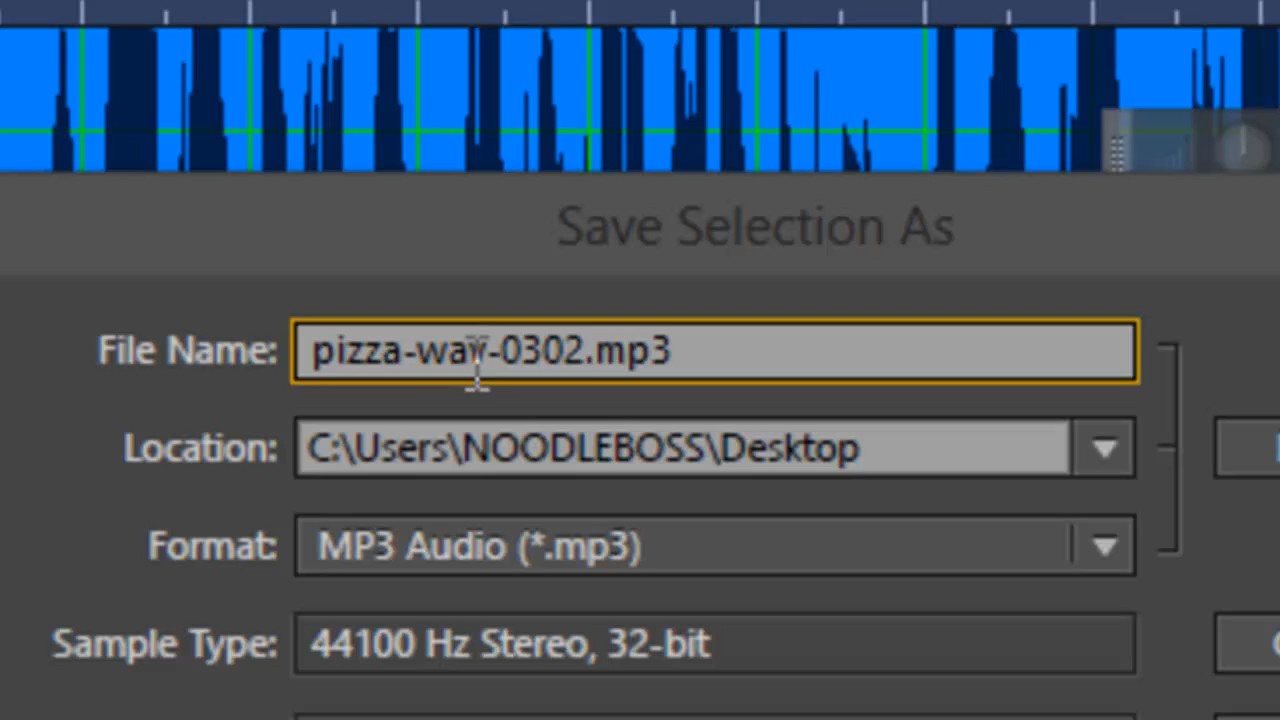 Save Selection As
File Name: pizza-way-0302.mp3
Location: C:\Users\NOODLEBOSS\Desktop
Format: MP3 Audio (*.mp3)
Sample Type: 44100 Hz Stereo, 32-bit